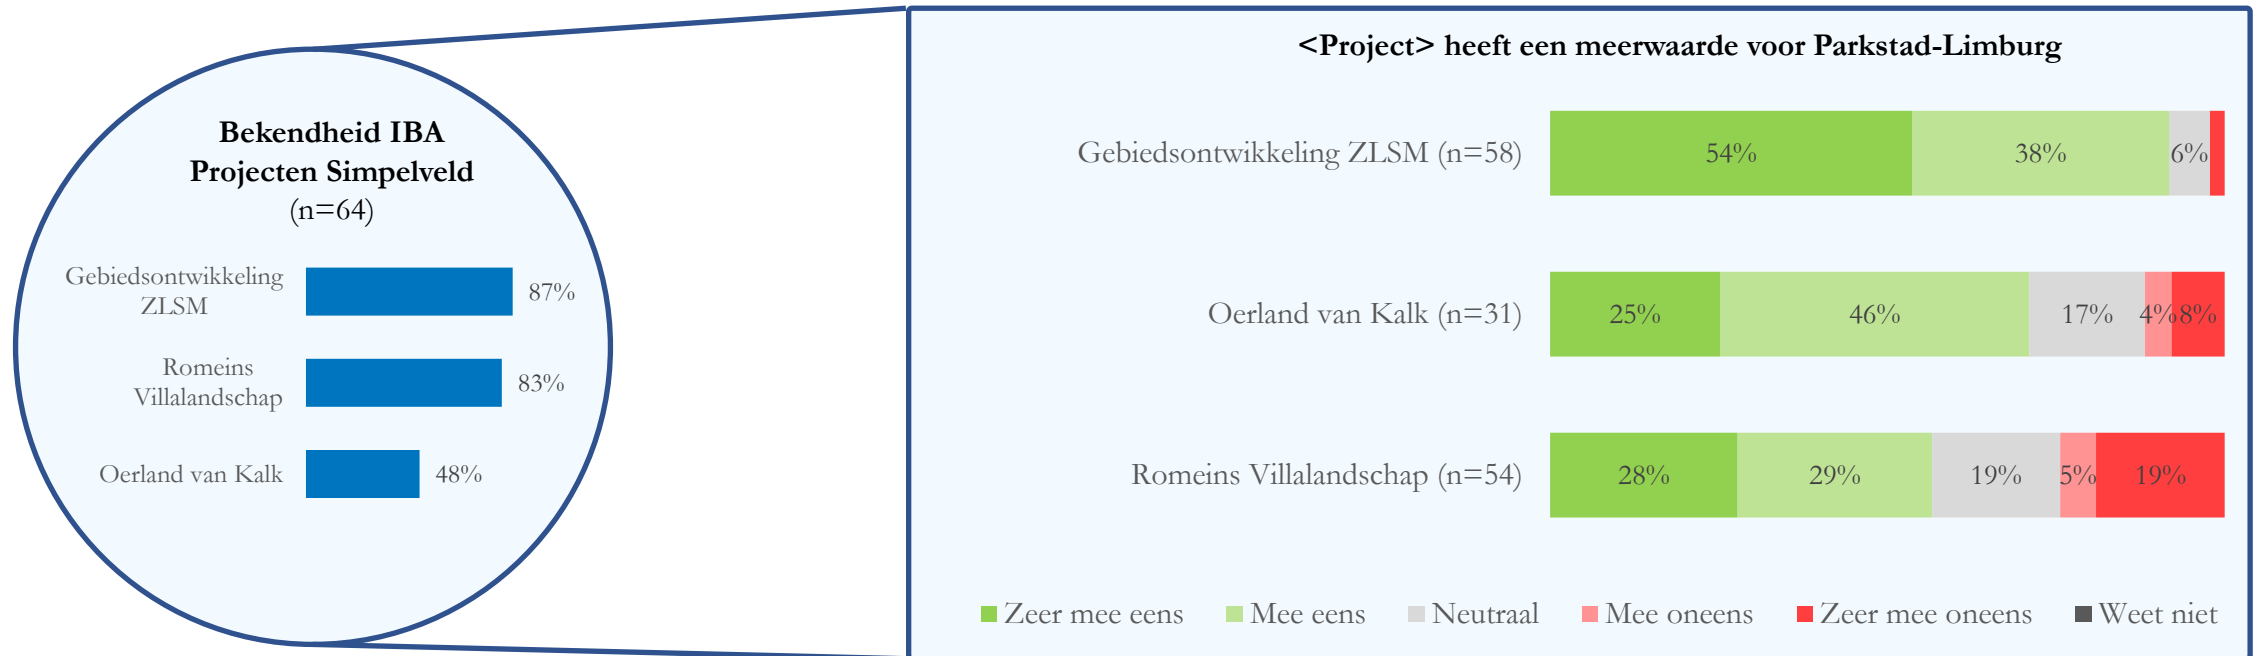 Bekendheid IBA
Projecten Simpelveld
(n=64)
Gebiedsontwikkeling
ZLSM
87%
Romeins
Villalandschap
83%
Oerland van Kalk
48%
<Project> heeft een meerwaarde voor Parkstad-Limburg
Gebiedsontwikkeling ZLSM (n=58)
54% 38% 6%
Oerland van Kalk (n=31)
25% 46% 17% 4% 8%
Romeins Villalandschap (n=54)
28% 29% 19% 5% 19%
Zeer mee eens Mee eens Neutraal Mee oneens Zeer mee oneens Weet niet